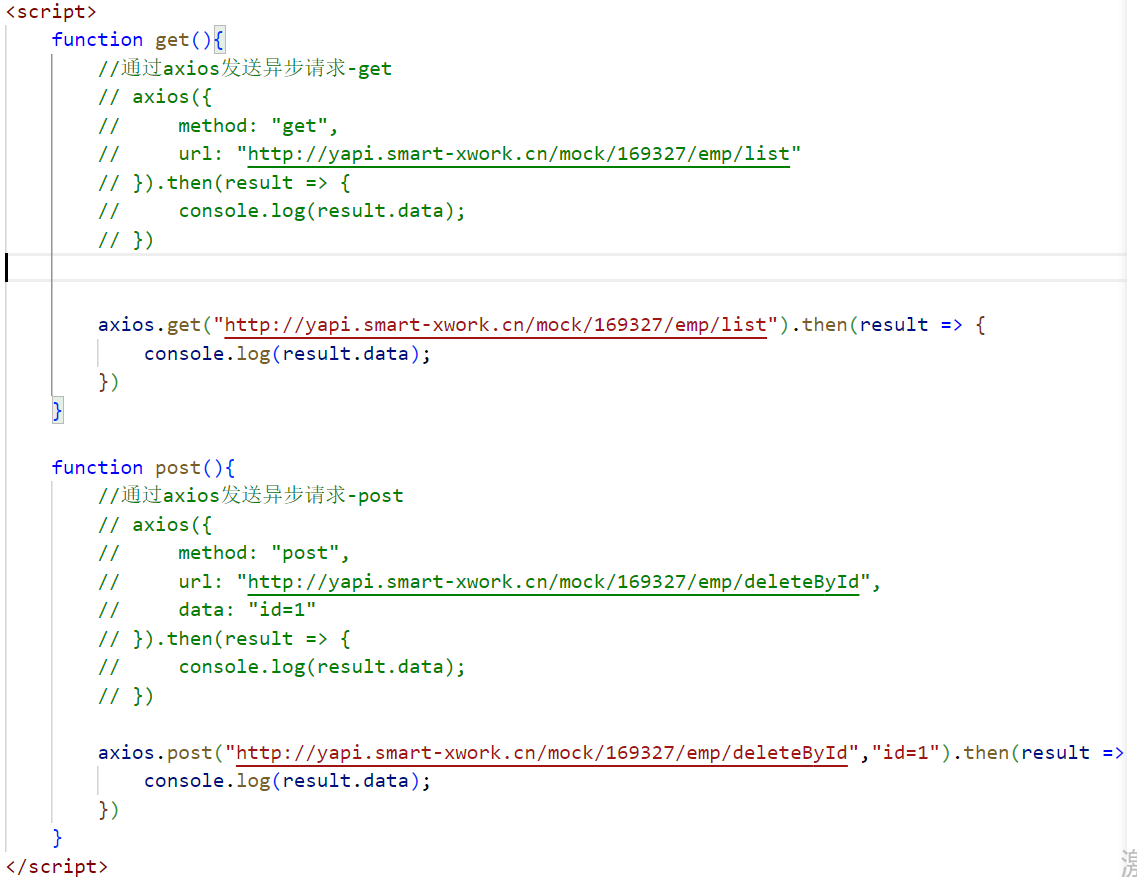 <script>
    function get(){
        //通过axios发送异步请求-get
        // axios({
        //     method: "get",
        //     url: "http://yapi.smart-xwork.cn/mock/169327/emp/list"
        // }).then(result => {
        //     console.log(result.data);
        // })

        axios.get("http://yapi.smart-xwork.cn/mock/169327/emp/list").then(result => {
            console.log(result.data);
        })
    }

    function post(){
        //通过axios发送异步请求-post
        // axios({
        //     method: "post",
        //     url: "http://yapi.smart-xwork.cn/mock/169327/emp/deleteById",
        //     data: "id=1"
        // }).then(result => {
        //     console.log(result.data);
        // })

        axios.post("http://yapi.smart-xwork.cn/mock/169327/emp/deleteById","id=1").then(result =>
            console.log(result.data);
        })
    }
</script>